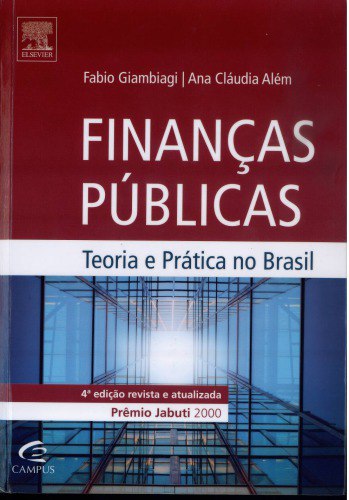 ELSEVIER
Fabio Giambiagi | Ana Cláudia Além
FINANÇAS
PÚBLICAS
Teoria e Prática no Brasil
4ª edição revista e atualizada
Prêmio Jabuti 2000
CAMPUS